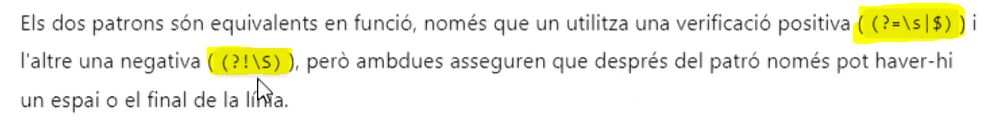 Els dos patrons són equivalents en funció, només que un utilitza una verificació positiva ( (?=\s|$) ) i
l'altre una negativa ( (?!\S) ), però ambdues asseguren que després del patró només pot haver-hi
un espai o el final de la línia.